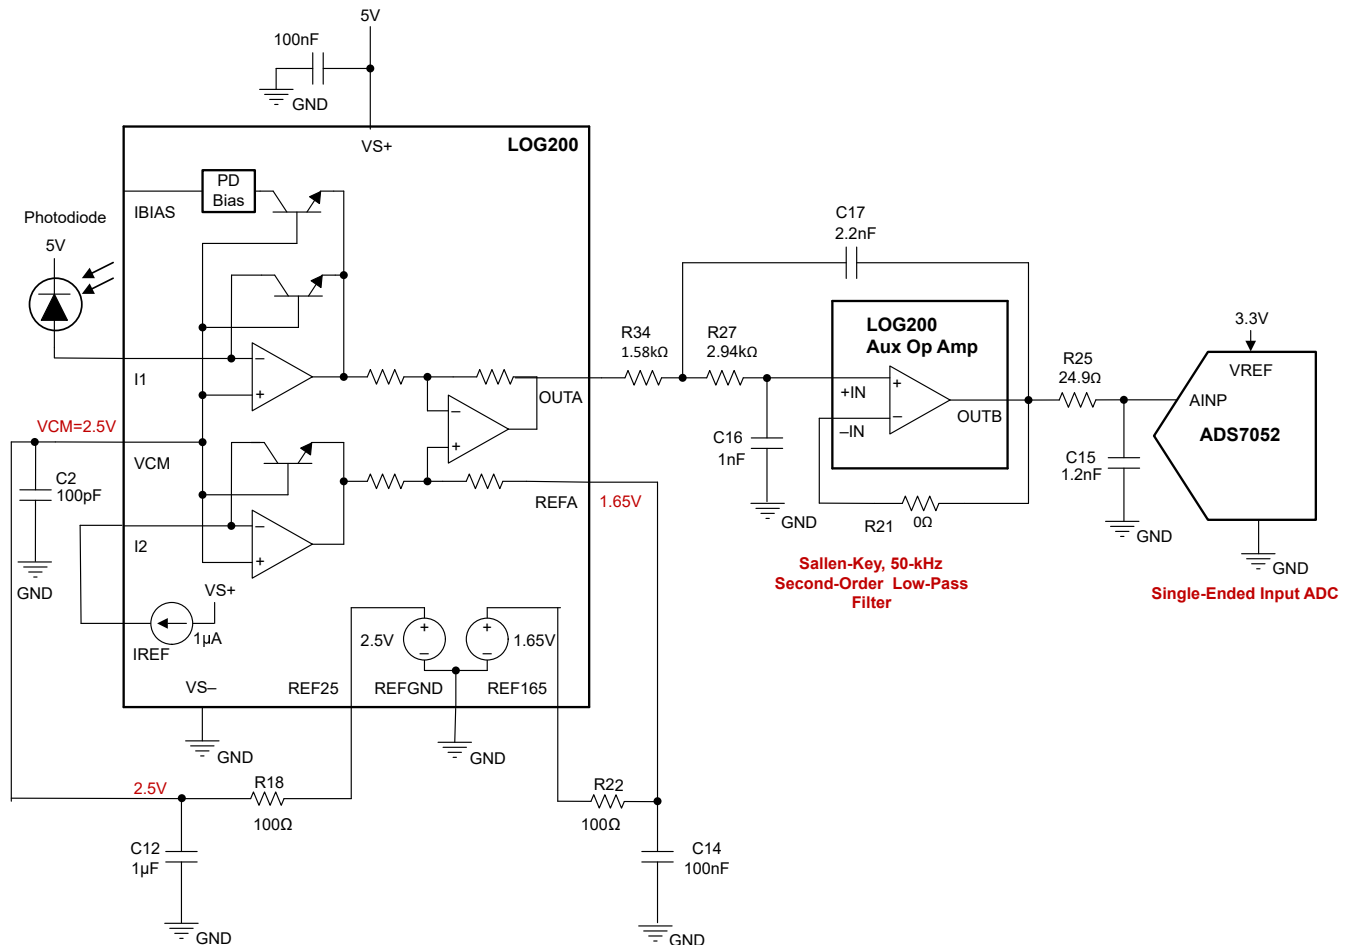 5V
100nF
GND
VS+
LOG200
PD
Bias
IBIAS
Photodiode
5V
I1
OUTA
VCM=2.5V
VCM
C2
100pF
GND
REFA
1.65V
I2
VS+
1µA
IREF
2.5V
1.65V
VS–
REF25
REFGND
REF165
GND
GND
2.5V
R18
100Ω
R22
100Ω
C12
1µF
GND
C14
100nF
GND
C17
2.2nF
R34
1.58kΩ
R27
2.94kΩ
LOG200
Aux Op Amp
+IN
–IN
OUTB
C16
1nF
GND
R21
0Ω
Sallen-Key, 50-kHz
Second-Order Low-Pass
Filter
R25
24.9Ω
3.3V
VREF
AINP
ADS7052
C15
1.2nF
GND
GND
Single-Ended Input ADC